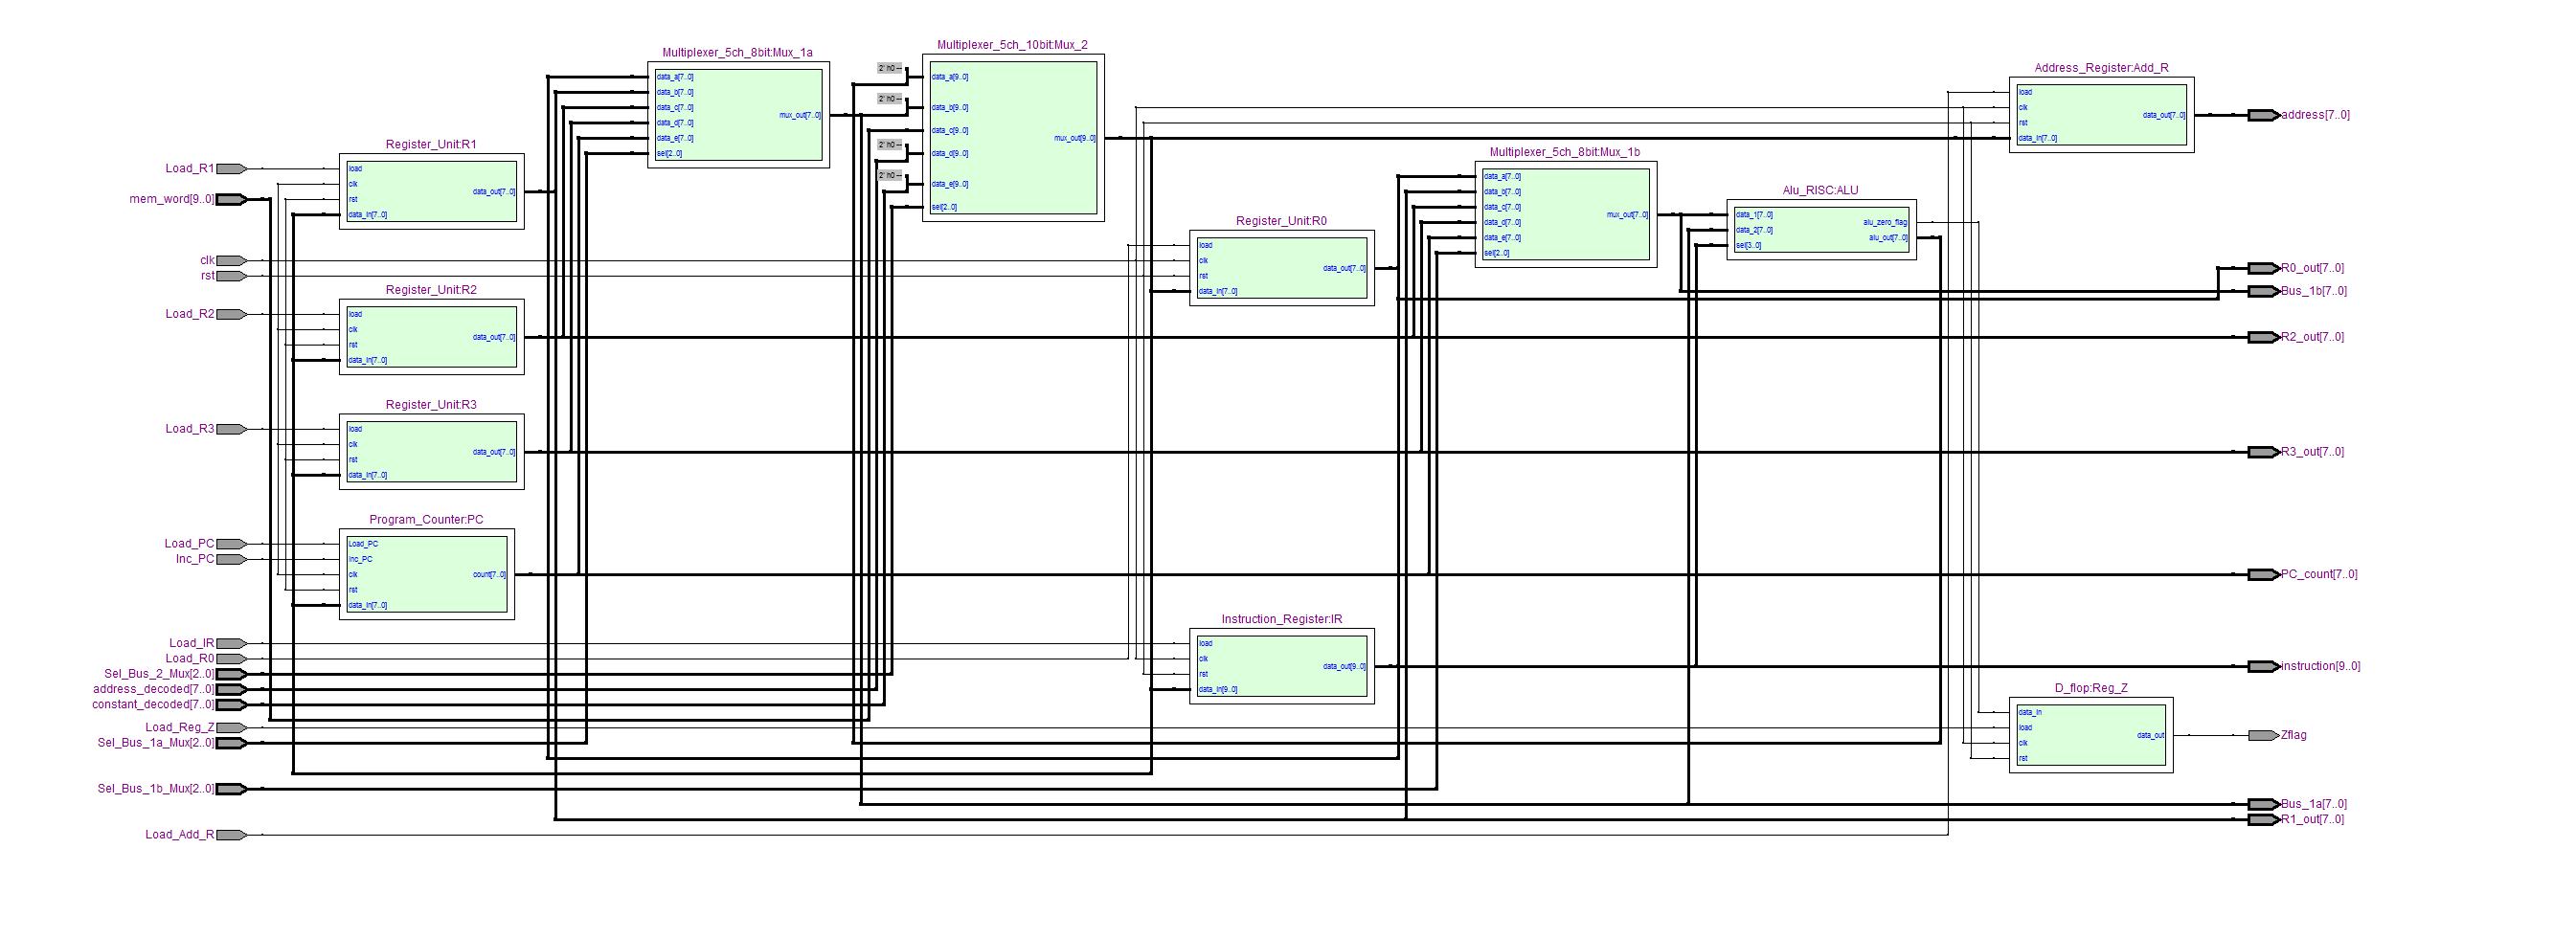 Load_R1
mem_word[9..0]
clk
rst
Load_R2
Load_R3
Load_PC
Inc_PC
Load_IR
Load_R0
Sel_Bus_2_Mux[2..0]
address_decoded[7..0]
constant_decoded[7..0]
Load_Reg_Z
Sel_Bus_1a_Mux[2..0]
Sel_Bus_1b_Mux[2..0]
Load_Add_R
Register_Unit:R1
load
clk
rst
data_in[7..0]
data_out[7..0]
Register_Unit:R2
load
clk
rst
data_in[7..0]
data_out[7..0]
Register_Unit:R3
load
clk
rst
data_in[7..0]
data_out[7..0]
Program_Counter:PC
Load_PC
Inc_PC
clk
rst
data_in[7..0]
count[7..0]
Multiplexer_5ch_8bit:Mux_1a
data_a[7..0]
data_b[7..0]
data_c[7..0]
data_d[7..0]
data_e[7..0]
sel[2..0]
mux_out[7..0]
2' h0 --
2' h0 --
2' h0 --
2' h0 --
Multiplexer_5ch_10bit:Mux_2
data_a[9..0]
data_b[9..0]
data_c[9..0]
data_d[9..0]
data_e[9..0]
sel[2..0]
mux_out[9..0]
Register_Unit:R0
load
clk
rst
data_in[7..0]
data_out[7..0]
Instruction_Register:IR
load
clk
rst
data_in[9..0]
data_out[9..0]
Multiplexer_5ch_8bit:Mux_1b
data_a[7..0]
data_b[7..0]
data_c[7..0]
data_d[7..0]
data_e[7..0]
sel[2..0]
mux_out[7..0]
Alu_RISC:ALU
data_1[7..0]
data_2[7..0]
sel[3..0]
alu_zero_flag
alu_out[7..0]
Address_Register:Add_R
load
clk
rst
data_in[7..0]
data_out[7..0]
D_flop:Reg_Z
data_in
load
clk
rst
data_out
address[7..0]
R0_out[7..0]
Bus_1b[7..0]
R2_out[7..0]
R3_out[7..0]
PC_count[7..0]
instruction[9..0]
Zflag
Bus_1a[7..0]
R1_out[7..0]